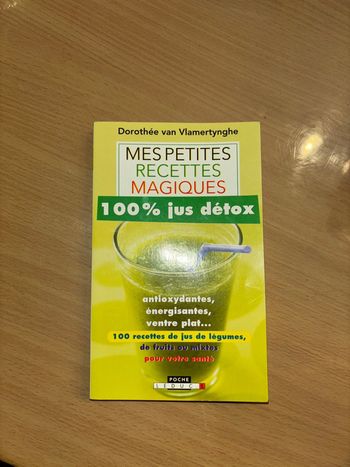 Dorothée van Vlamertynghe
MES PETITES
RECETTES
MAGIQUES
100% jus détox
antioxydantes,
énergisantes,
ventre plat...
100 recettes de jus de légumes,
de fruits ou mixtes
pour votre santé
POCHE
LEDUC.S